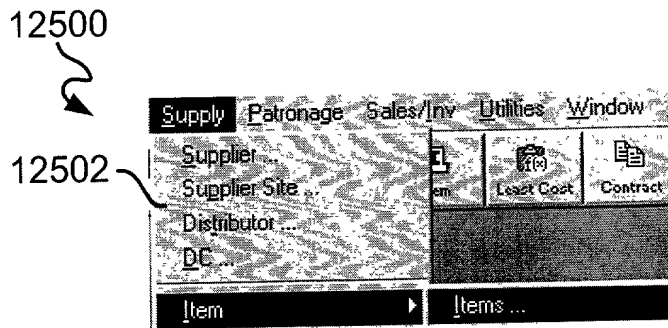 12500
Supply Patronage Sales/Inv Utilities Window
12502
Supplier ...
Supplier Site ...
Distributor ...
DC ...
Least Cost
Contract
Item
Items ...